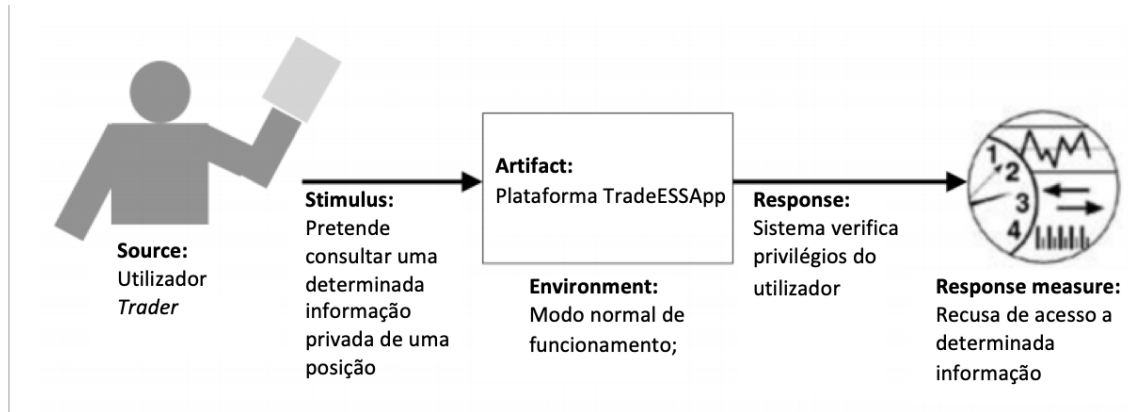 Source:
Utilizador
Trader
Stimulus:
Pretende
consultar uma
determinada
informação
privada de uma
posição
Artifact:
Plataforma TradeESSApp
Environment:
Modo normal de
funcionamento;
Response:
Sistema verifica
privilégios do
utilizador
1
2
3
4
Response measure:
Recusa de acesso a
determinada
informação